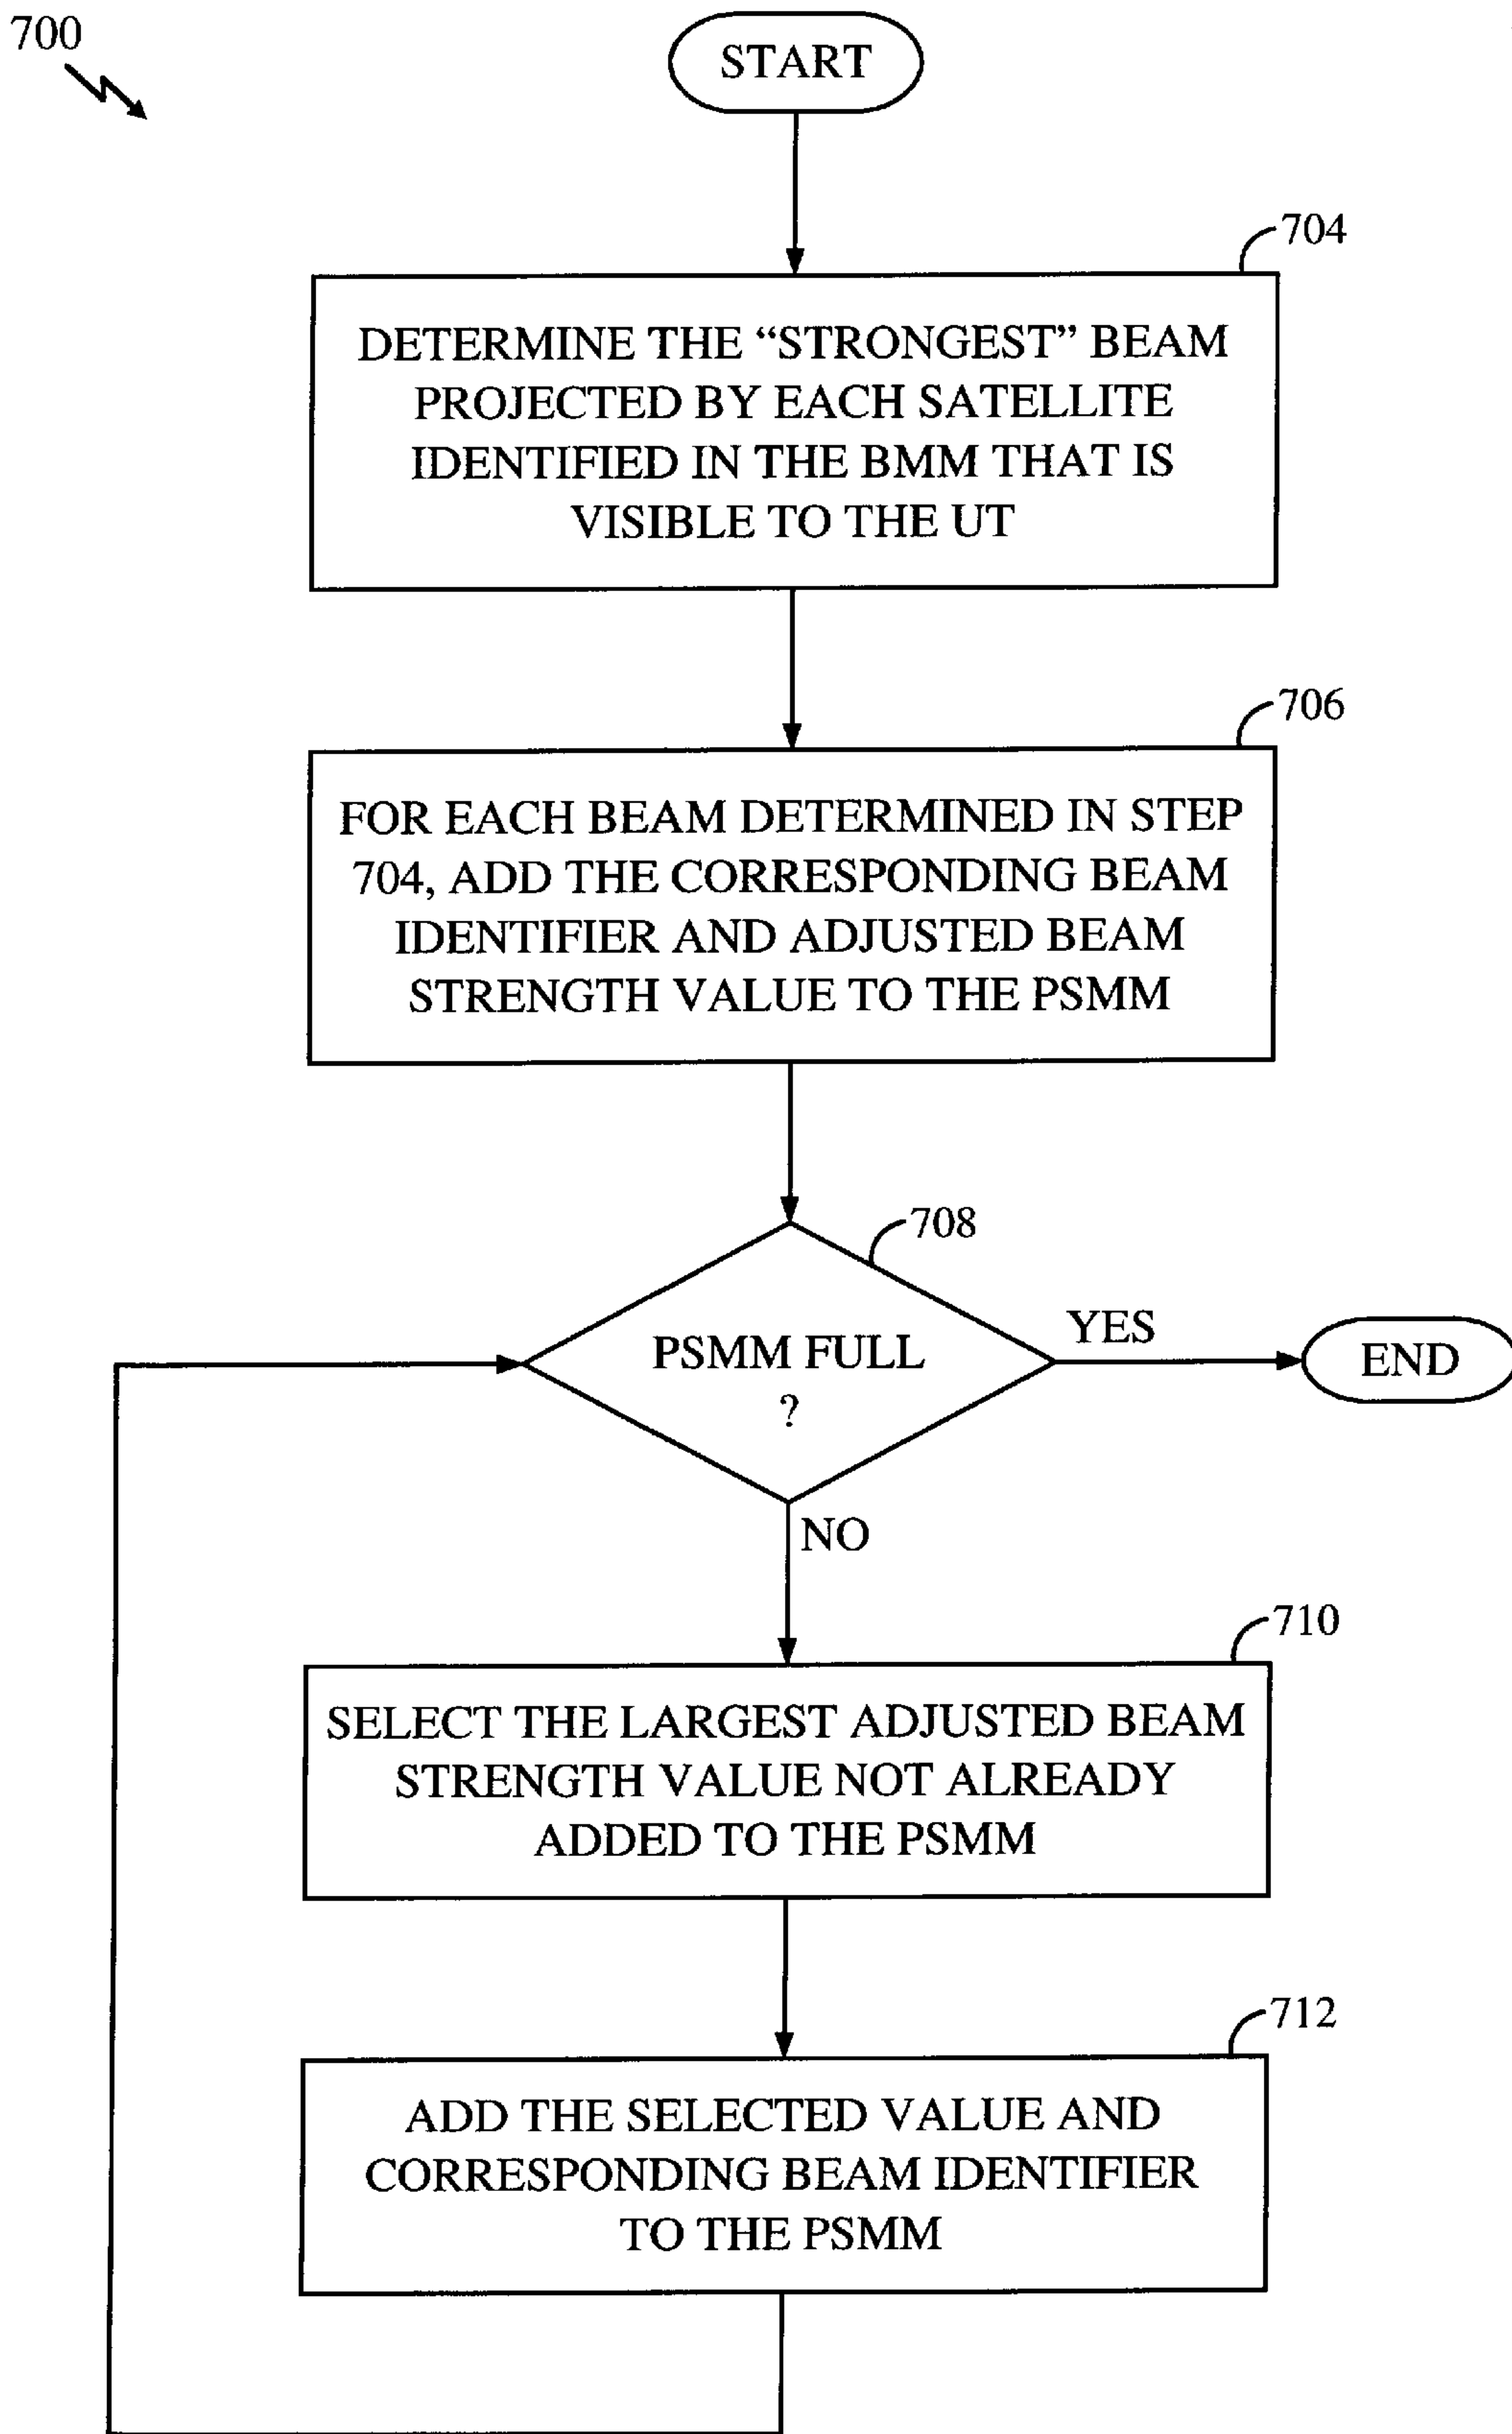 700
START
704
DETERMINE THE “STRONGEST” BEAM
PROJECTED BY EACH SATELLITE
IDENTIFIED IN THE BMM THAT IS
VISIBLE TO THE UT
706
FOR EACH BEAM DETERMINED IN STEP
704, ADD THE CORRESPONDING BEAM
IDENTIFIER AND ADJUSTED BEAM
STRENGTH VALUE TO THE PSMM
708
PSMM FULL
?
YES
END
NO
710
SELECT THE LARGEST ADJUSTED BEAM
STRENGTH VALUE NOT ALREADY
ADDED TO THE PSMM
712
ADD THE SELECTED VALUE AND
CORRESPONDING BEAM IDENTIFIER
TO THE PSMM